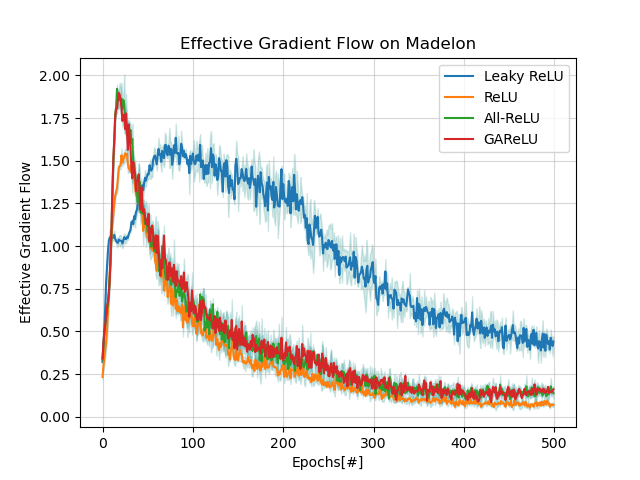 Effective Gradient Flow on Madelon
Effective Gradient Flow
2.00
1.75
1.50
1.25
1.00
0.75
0.50
0.25
0.00
Leaky ReLU
ReLU
All-ReLU
GAReLU
0
100
200
300
400
500
Epochs[#]